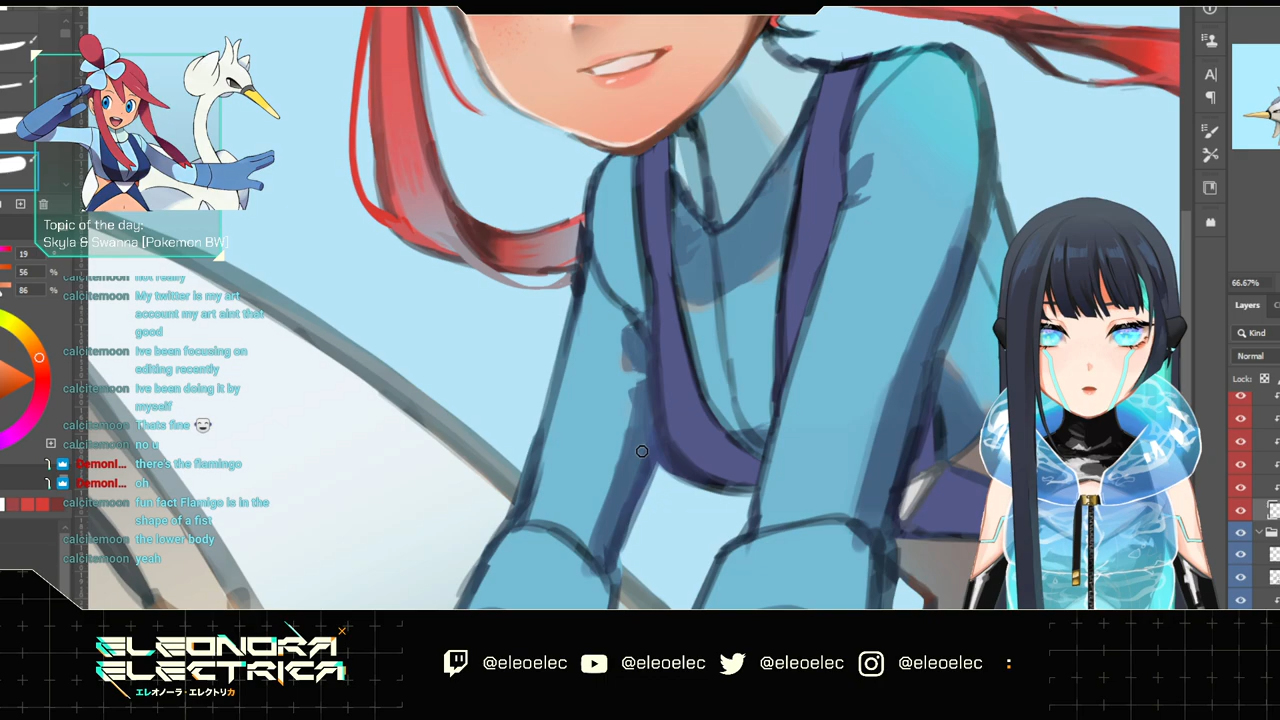 Topic of the day:
Skyla & Swanna [Pokemon BW]
19
56 %
86 %
calcitemoon not really
calcitemoon My twitter is my art
account my art aint that
good
calcitemoon Ive been focusing on
editing recently
calcitemoon Ive been doing it by
myself
calcitemoon Thats fine
calcitemoon no u
DemonI... there's the flamingo
DemonI... oh
calcitemoon fun fact Flamigo is in the
shape of a fist
calcitemoon the lower body
calcitemoon yeah
66.67%
Layers
Kind
Normal
Lock:
ELEONORA
ELECTRICA
エレオノーラ・エレクトリカ
@eleoelec @eleoelec @eleoelec @eleoelec